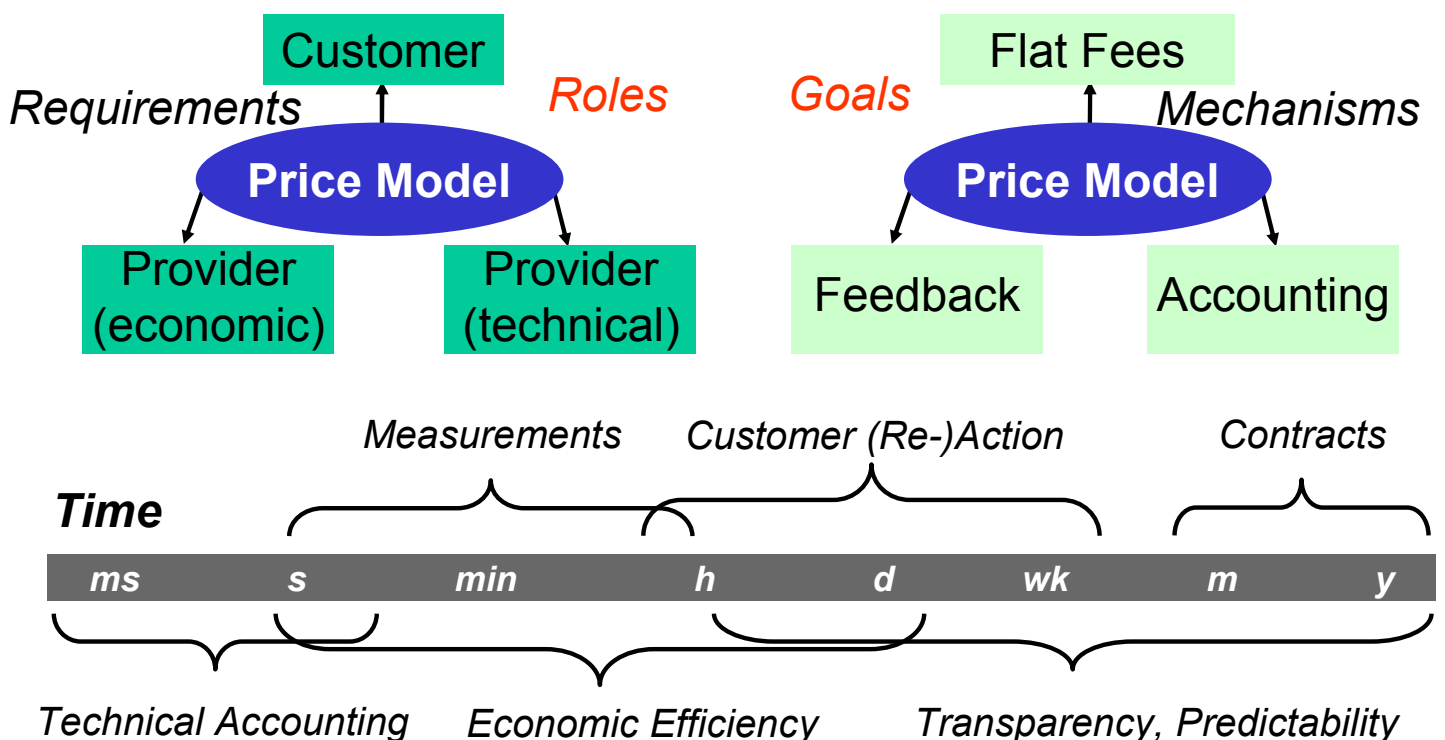 Customer
Flat Fees
Requirements
Roles
Goals
Mechanisms
Price Model
Price Model
Provider
(economic)
Provider
(technical)
Feedback
Accounting
Measurements
Customer (Re-)Action
Contracts
Time
ms s min h d wk m y
Technical Accounting
Economic Efficiency
Transparency, Predictability